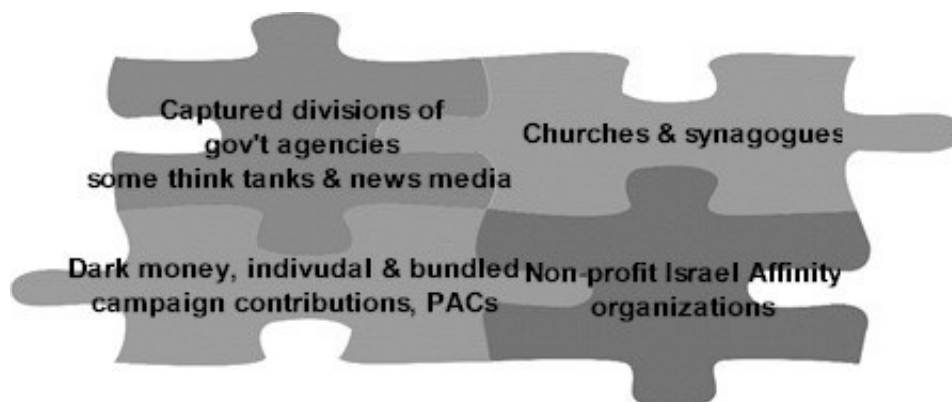 Captured divisions of
gov't agencies
some think tanks & news media
Churches & synagogues
Dark money, indivudal & bundled
campaign contributions, PACs
Non-profit Israel Affinity
organizations